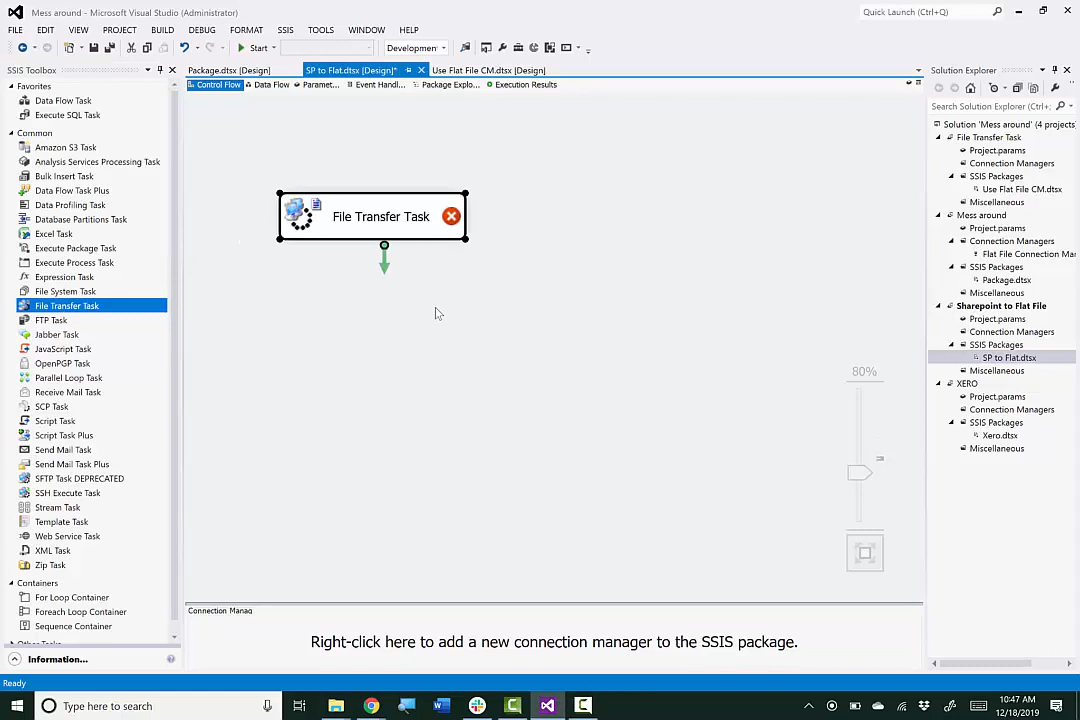 Mess around - Microsoft Visual Studio (Administrator)
Quick Launch (Ctrl+Q)
FILE EDIT VIEW PROJECT BUILD DEBUG FORMAT SSIS TOOLS WINDOW HELP
Start
Development
SSIS Toolbox
Package.dtsx [Design]
SP to Flat.dtsx [Design]*
Use Flat File CM.dtsx [Design]
Solution Explorer
Control Flow
Data Flow
Paramet...
Event Handl...
Package Explo...
Execution Results
Favorites
Data Flow Task
Execute SQL Task
Common
Amazon S3 Task
Analysis Services Processing Task
Bulk Insert Task
Data Flow Task Plus
Data Profiling Task
Database Partitions Task
Excel Task
Execute Package Task
Execute Process Task
Expression Task
File System Task
File Transfer Task
FTP Task
Jabber Task
JavaScript Task
OpenPGP Task
Parallel Loop Task
Receive Mail Task
SCP Task
Script Task
Script Task Plus
Send Mail Task
Send Mail Task Plus
SFTP Task DEPRECATED
SSH Execute Task
Stream Task
Template Task
Web Service Task
XML Task
Zip Task
Containers
For Loop Container
Foreach Loop Container
Sequence Container
Other Tasks
Information...
File Transfer Task
80%
Connection Manag
Right-click here to add a new connection manager to the SSIS package.
Search Solution Explorer (Ctrl+;
Solution 'Mess around' (4 projects)
File Transfer Task
Project.params
Connection Managers
SSIS Packages
Use Flat File CM.dtsx
Miscellaneous
Mess around
Project.params
Connection Managers
Flat File Connection Ma
SSIS Packages
Package.dtsx
Miscellaneous
Sharepoint to Flat File
Project.params
Connection Managers
SSIS Packages
SP to Flat.dtsx
Miscellaneous
XERO
Project.params
Connection Managers
SSIS Packages
Xero.dtsx
Miscellaneous
Ready
Type here to search
10:47 AM
12/18/2019